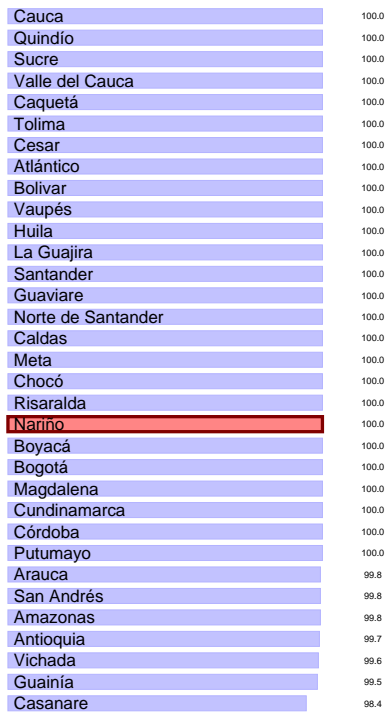 Cauca 100.0
Quindío 100.0
Sucre 100.0
Valle del Cauca 100.0
Caquetá 100.0
Tolima 100.0
Cesar 100.0
Atlántico 100.0
Bolivar 100.0
Vaupés 100.0
Huila 100.0
La Guajira 100.0
Santander 100.0
Guaviare 100.0
Norte de Santander 100.0
Caldas 100.0
Meta 100.0
Chocó 100.0
Risaralda 100.0
Nariño 100.0
Boyacá 100.0
Bogotá 100.0
Magdalena 100.0
Cundinamarca 100.0
Córdoba 100.0
Putumayo 100.0
Arauca 99.8
San Andrés 99.8
Amazonas 99.8
Antioquia 99.7
Vichada 99.6
Guainía 99.5
Casanare 98.4